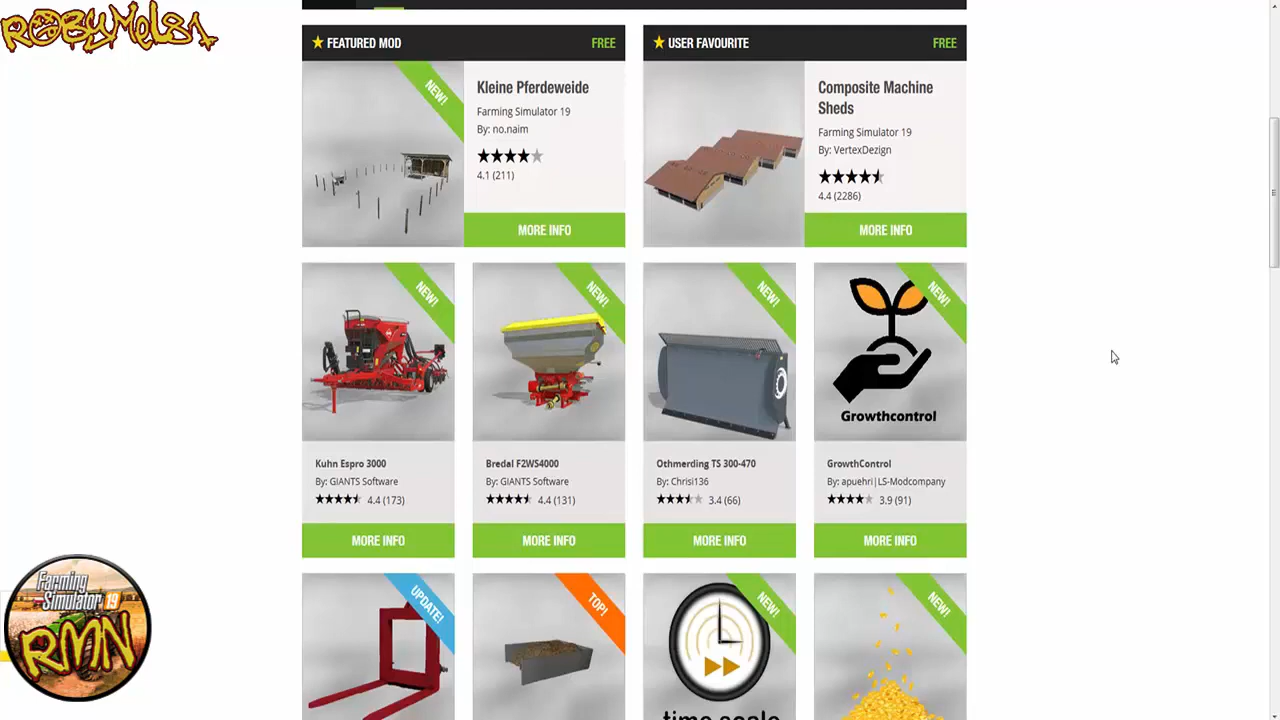 RobyMel81
★ FEATURED MOD FREE
NEW!
Kleine Pferdeweide
Farming Simulator 19
By: no.naim
4.1 (211)
MORE INFO
★ USER FAVOURITE FREE
Composite Machine
Sheds
Farming Simulator 19
By: VertexDezign
4.4 (2286)
MORE INFO
NEW!
Kuhn Espro 3000
By: GIANTS Software
4.4 (173)
MORE INFO
NEW!
Bredal F2WS4000
By: GIANTS Software
4.4 (131)
MORE INFO
NEW!
Othmerding TS 300-470
By: Chrisi136
3.4 (66)
MORE INFO
NEW!
Growthcontrol
GrowthControl
By: apuehri|LS-Modcompany
3.9 (91)
MORE INFO
UPDATE!
TOP!
NEW!
time scale
NEW!
Farming
Simulator 19
RMN